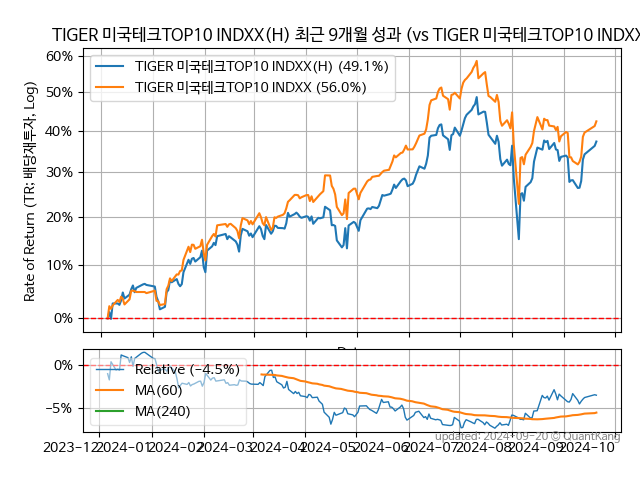 TIGER 미국테크TOP10 INDXX(H) 최근 9개월 성과 (vs TIGER 미국테크TOP10 INDXX
60%
50%
40%
30%
20%
10%
0%
Rate of Return (TR: 배당재투자, Log)
TIGER 미국테크TOP10 INDXX(H) (49.1%)
TIGER 미국테크TOP10 INDXX (56.0%)
0%
−5%
Relative (−4.5%)
MA(60)
MA(240)
updated: 2024-09-20 © QuantKang
2023-12 2024-01 2024-02 2024-03 2024-04 2024-05 2024-06 2024-07 2024-08 2024-09 2024-10